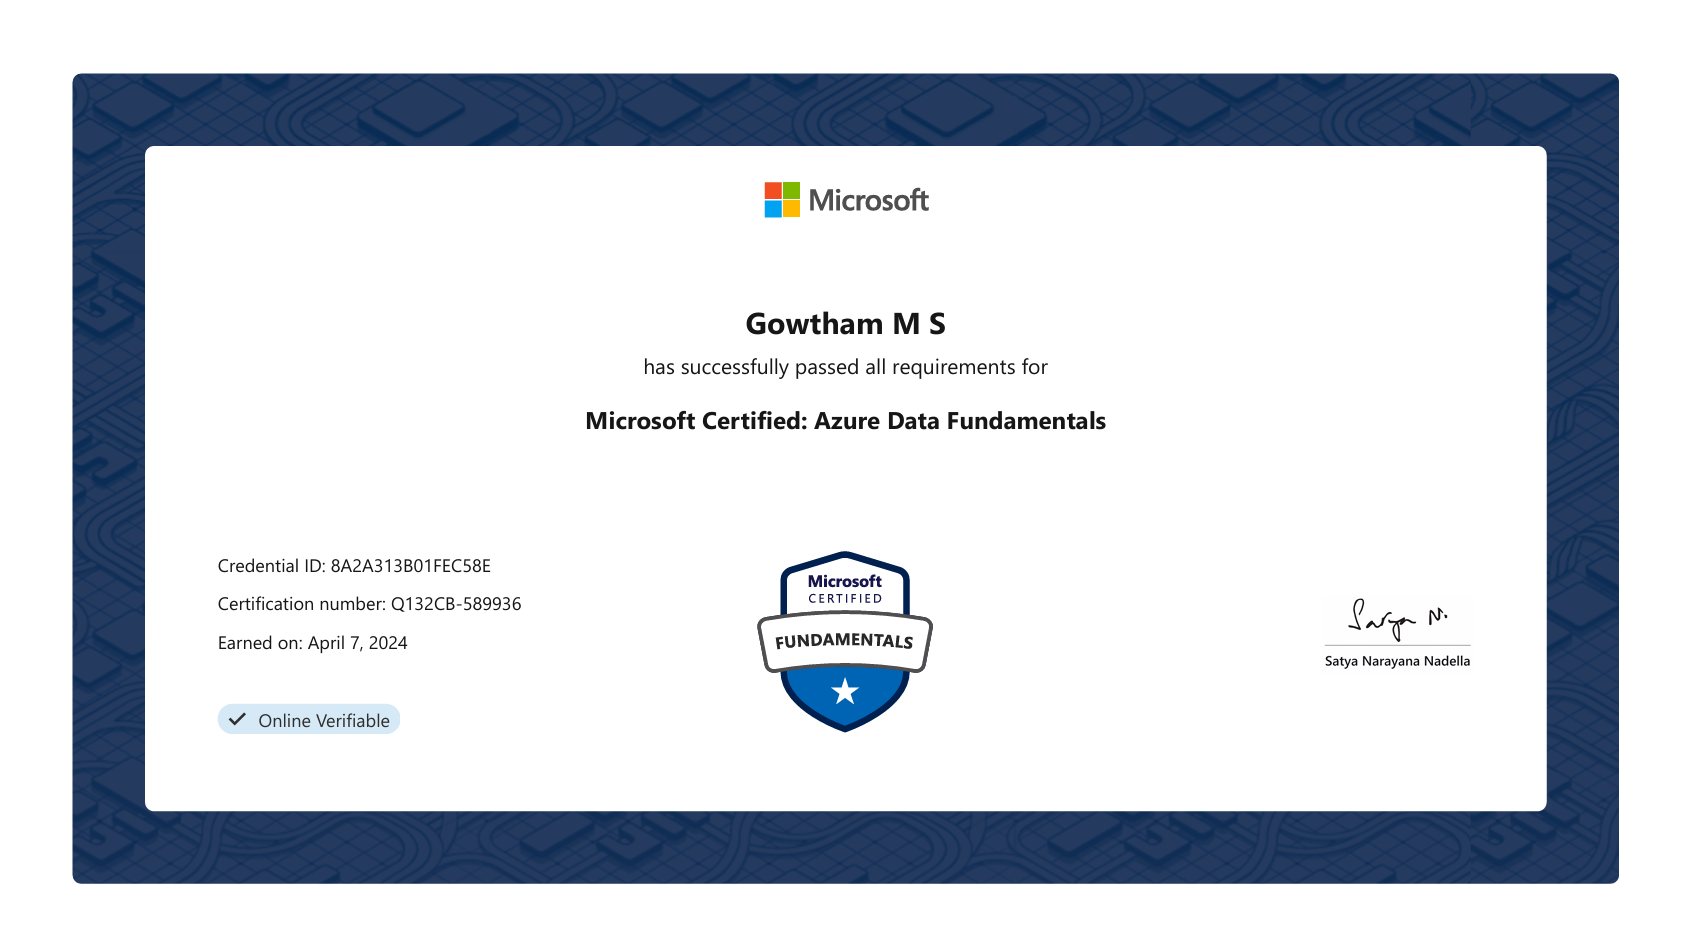 Microsoft
Gowtham M S
has successfully passed all requirements for
Microsoft Certified: Azure Data Fundamentals
Credential ID: 8A2A313B01FEC58E
Certification number: Q132CB-589936
Earned on: April 7, 2024
Online Verifiable
Microsoft
CERTIFIED
FUNDAMENTALS
Satya N.
Satya Narayana Nadella